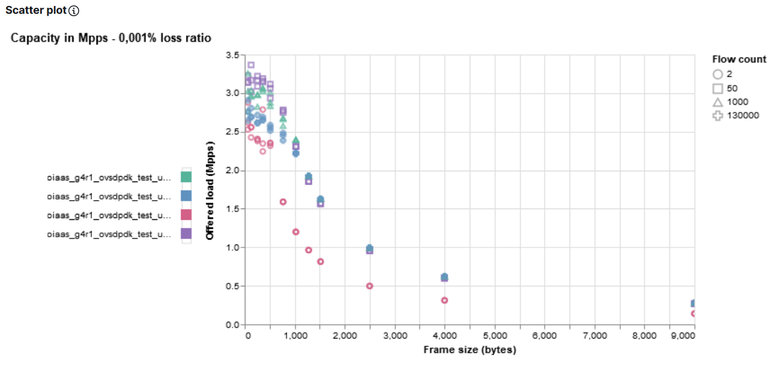 Scatter plot
Capacity in Mpps - 0,001% loss ratio
Flow count
2
50
1000
130000
oiaas_g4r1_ovsdpdk_test_u...
oiaas_g4r1_ovsdpdk_test_u...
oiaas_g4r1_ovsdpdk_test_u...
oiaas_g4r1_ovsdpdk_test_u...
Offered load (Mpps)
3.5
3.0
2.5
2.0
1.5
1.0
0.5
0.0
0 1,000 2,000 3,000 4,000 5,000 6,000 7,000 8,000 9,000
Frame size (bytes)